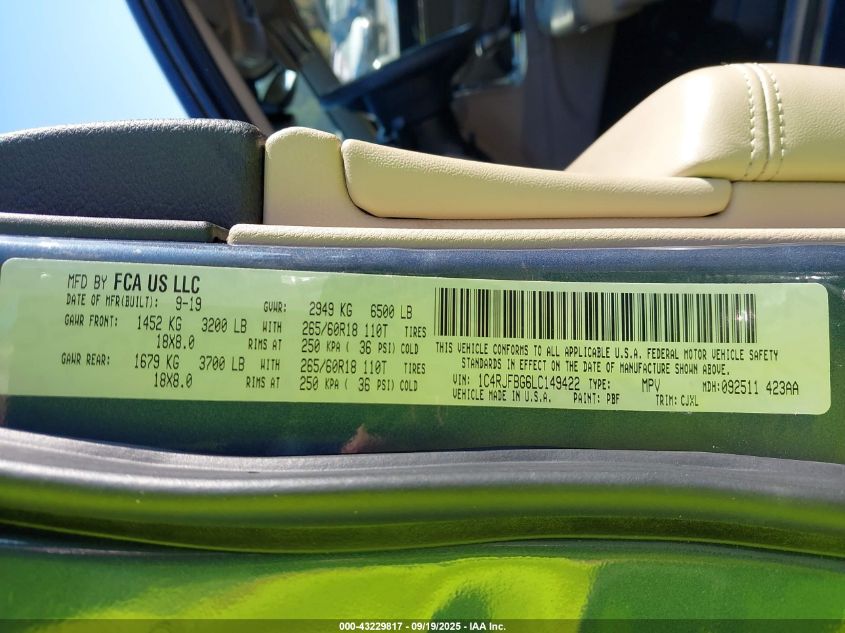 MFD BY FCA US LLC
DATE OF MFR(BUILT): 9-19 GVWR: 2949 KG 6500 LB
GAWR FRONT: 1452 KG 3200 LB WITH 265/60R18 110T TIRES
18X8.0 RIMS AT 250 KPA ( 36 PSI) COLD
GAWR REAR: 1679 KG 3700 LB WITH 265/60R18 110T TIRES
18X8.0 RIMS AT 250 KPA ( 36 PSI) COLD
THIS VEHICLE CONFORMS TO ALL APPLICABLE U.S.A. FEDERAL MOTOR VEHICLE SAFETY
STANDARDS IN EFFECT ON THE DATE OF MANUFACTURE SHOWN ABOVE.
VIN: 1C4RJFBG6LC149422 TYPE: MPV MDH: 092511 423AA
VEHICLE MADE IN U.S.A. PAINT: PBF TRIM: CJXL
000-43229817 - 09/19/2025 - IAA Inc.